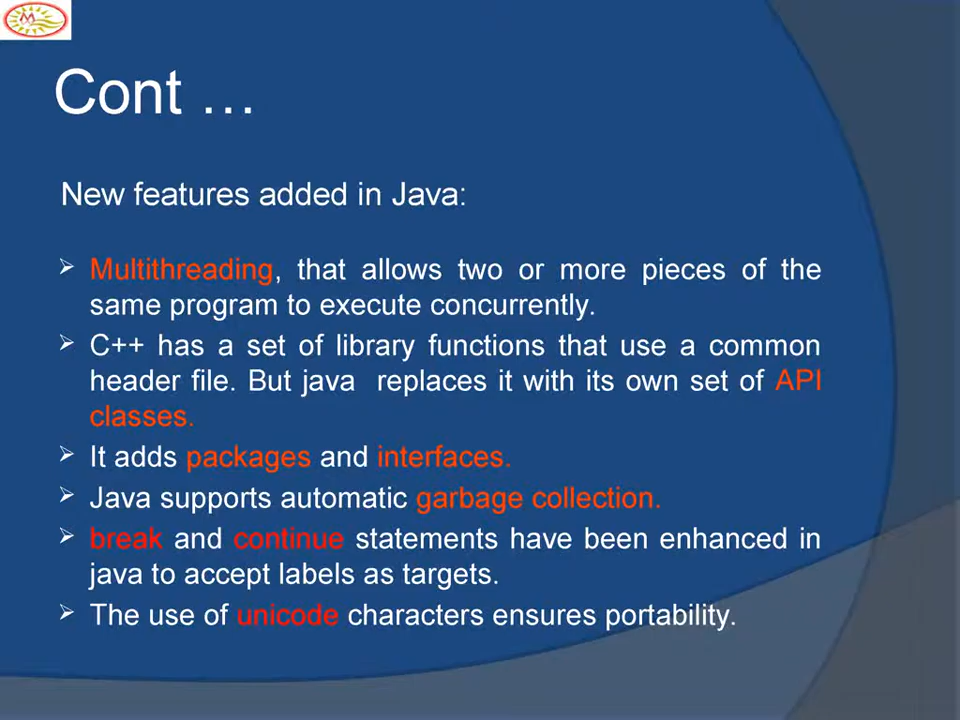 Cont …
New features added in Java:
➢ Multithreading, that allows two or more pieces of the
same program to execute concurrently.
➢ C++ has a set of library functions that use a common
header file. But java replaces it with its own set of API
classes.
➢ It adds packages and interfaces.
➢ Java supports automatic garbage collection.
➢ break and continue statements have been enhanced in
java to accept labels as targets.
➢ The use of unicode characters ensures portability.